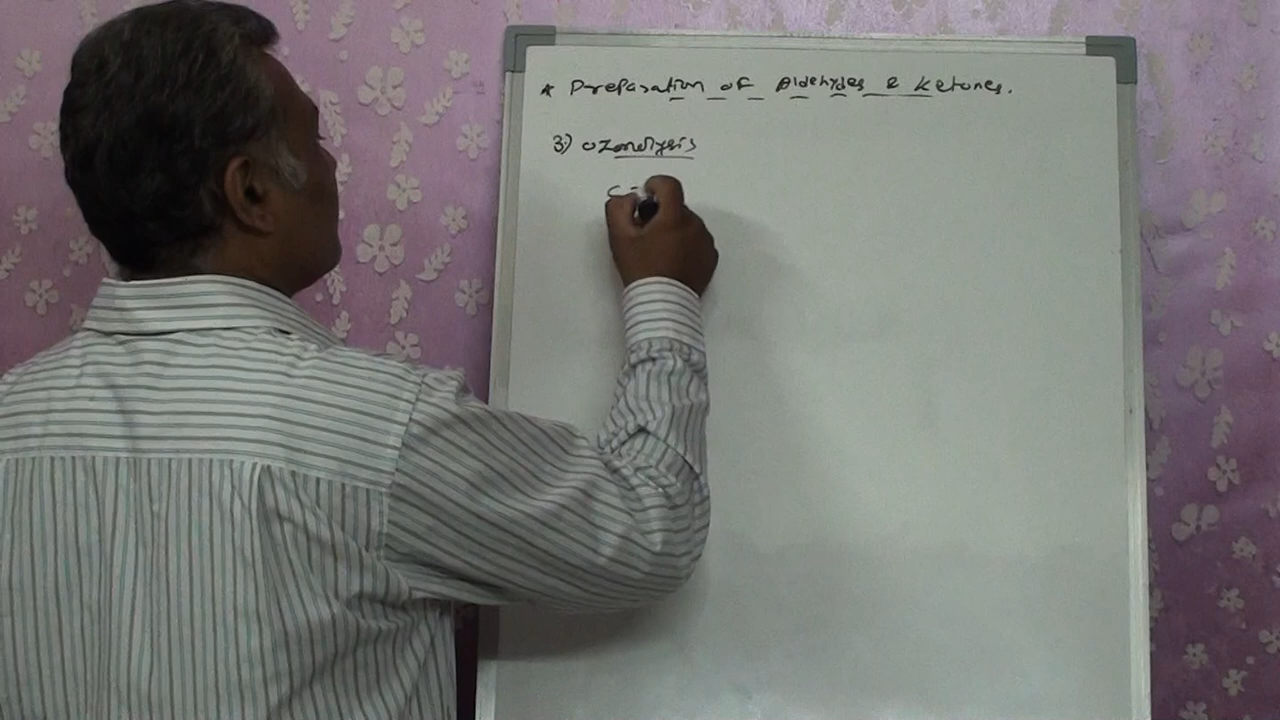 * Preparation of Aldehydes & Ketones.
3) ozonolysis
C=